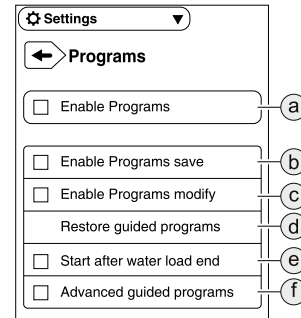 Settings
Programs
Enable Programs
a
Enable Programs save
b
Enable Programs modify
c
Restore guided programs
d
Start after water load end
e
Advanced guided programs
f